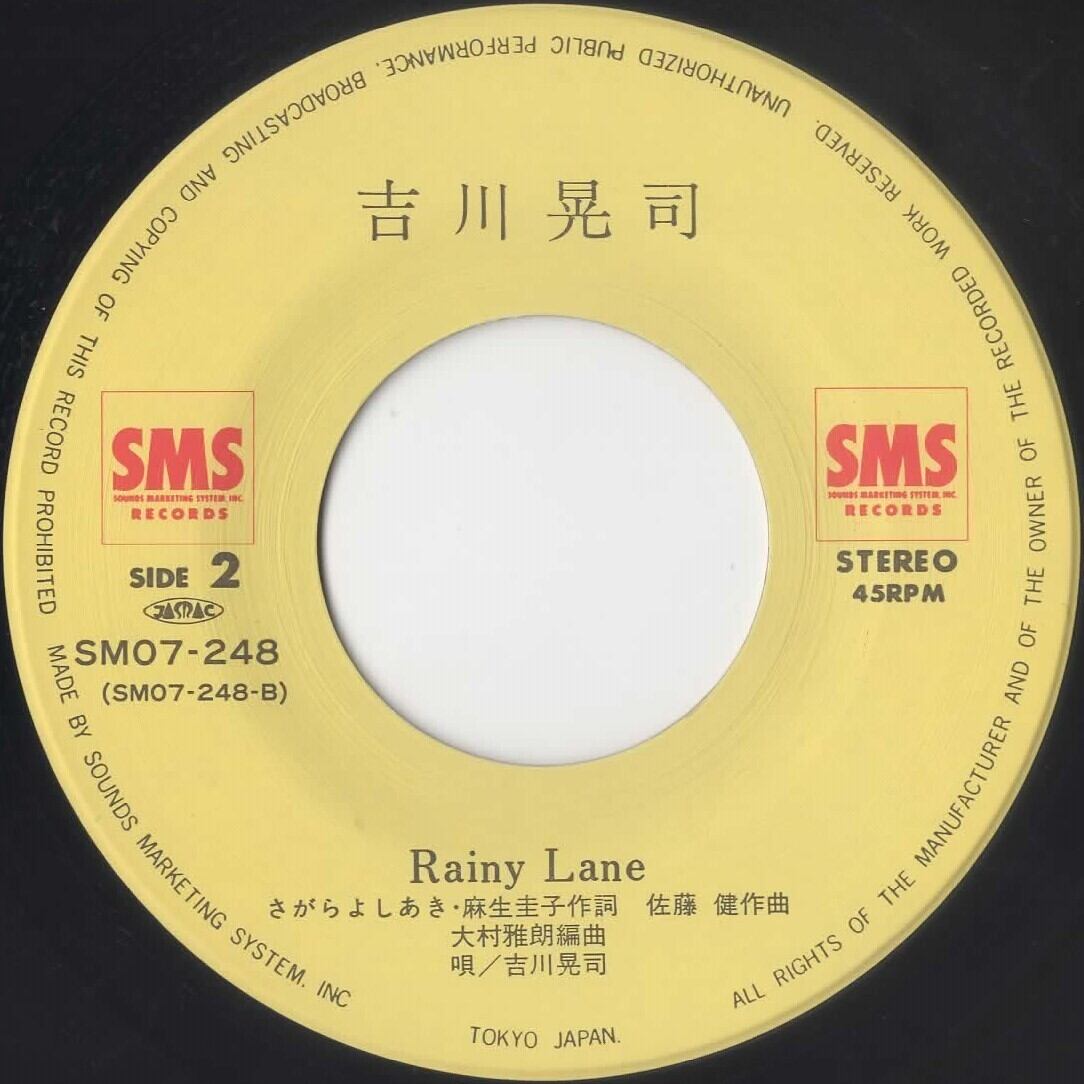 吉川晃司
SMS
SOUNDS MARKETING SYSTEM, INC.
RECORDS
SIDE 2
JASRAC
SM07-248
(SM07-248-B)
SMS
SOUNDS MARKETING SYSTEM, INC.
RECORDS
STEREO
45RPM
Rainy Lane
さがらよしあき・麻生圭子作詞 佐藤 健作曲
大村雅朗編曲
唄／吉川晃司
ALL RIGHTS OF THE MANUFACTURER AND OF THE OWNER OF THE RECORDED WORK RESERVED. UNAUTHORIZED PUBLIC PERFORMANCE, BROADCASTING AND COPYING OF THIS RECORD PROHIBITED
MADE BY SOUNDS MARKETING SYSTEM, INC
TOKYO JAPAN.